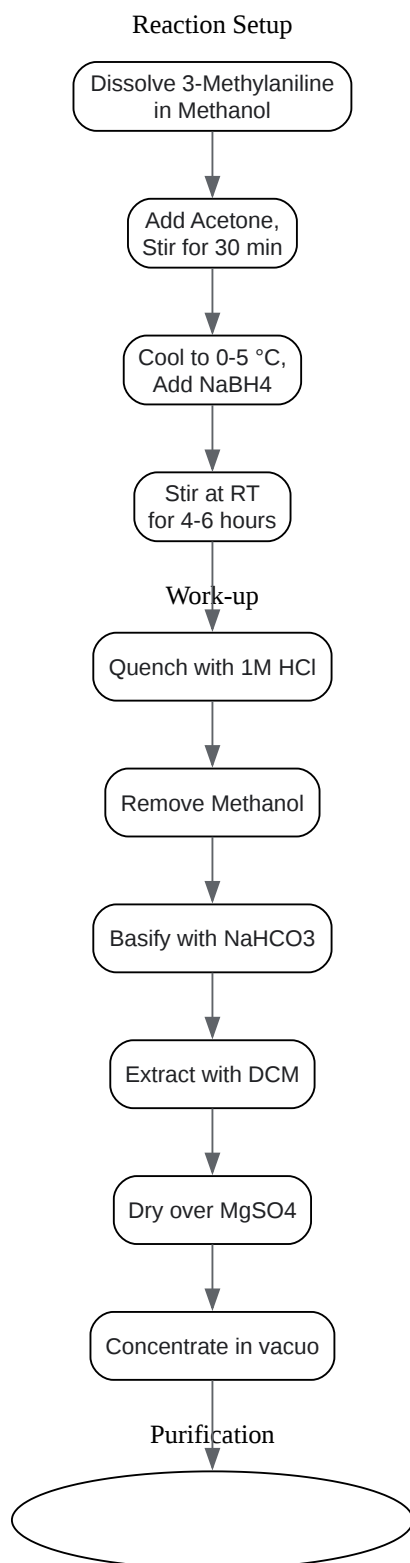 Reaction Setup
Dissolve 3-Methylaniline
in Methanol
Add Acetone,
Stir for 30 min
Cool to 0-5 °C,
Add NaBH4
Stir at RT
for 4-6 hours
Work-up
Quench with 1M HCl
Remove Methanol
Basify with NaHCO3
Extract with DCM
Dry over MgSO4
Concentrate in vacuo
Purification